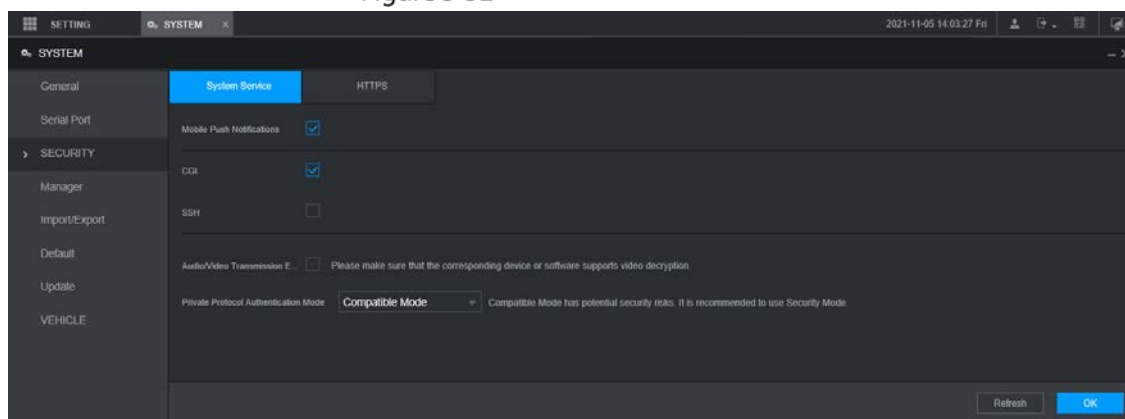 SETTING SYSTEM × 2021-11-05 14:03:27 Fri
SYSTEM
General
System Service HTTPS
Serial Port
Mobile Push Notifications
SECURITY
CGI
Manager
SSH
Import/Export
Default
Audio/Video Transmission E... Please make sure that the corresponding device or software supports video decryption.
Update
Private Protocol Authentication Mode Compatible Mode Compatible Mode has potential security risks. It is recommended to use Security Mode.
VEHICLE
Refresh OK